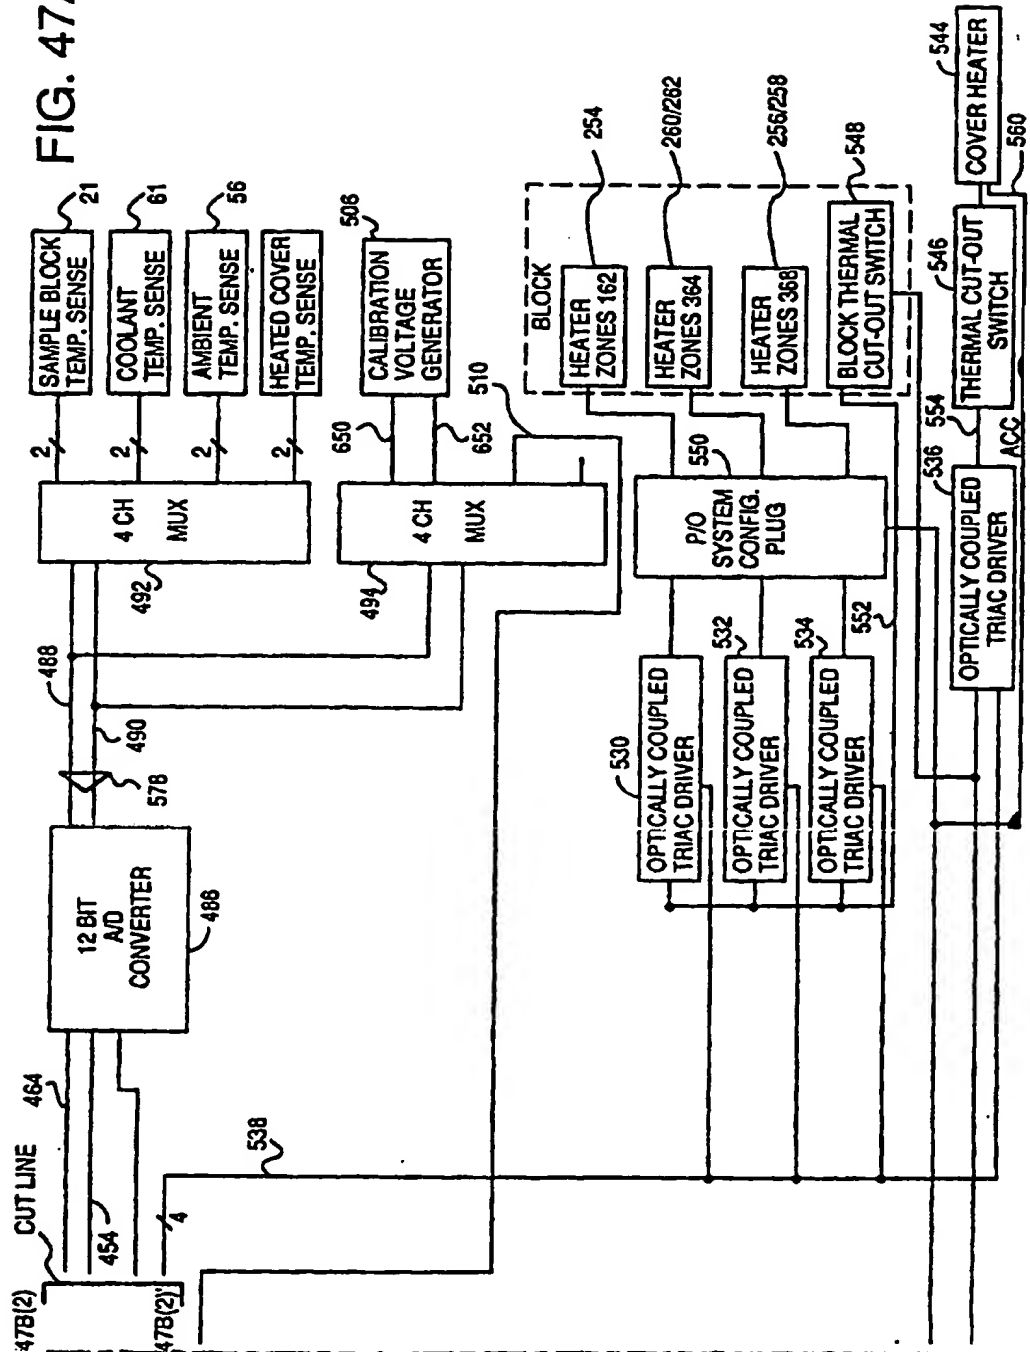 FIG. 47A
SAMPLE BLOCK
TEMP. SENSE
21
COOLANT
TEMP. SENSE
61
AMBIENT
TEMP. SENSE
56
HEATED COVER
TEMP. SENSE
2
2
2
2
4 CH
MUX
492
488
490
578
12 BIT
A/D
CONVERTER
486
464
454
CUT LINE
47B(2)
47B(2)'
4
538
CALIBRATION
VOLTAGE
GENERATOR
506
650
652
4 CH
MUX
494
510
BLOCK
HEATER
ZONES 162
254
HEATER
ZONES 364
260/262
HEATER
ZONES 368
256/258
BLOCK THERMAL
CUT-OUT SWITCH
548
P/O
SYSTEM
CONFIG.
PLUG
550
OPTICALLY COUPLED
TRIAC DRIVER
530
OPTICALLY COUPLED
TRIAC DRIVER
532
OPTICALLY COUPLED
TRIAC DRIVER
534
552
OPTICALLY COUPLED
TRIAC DRIVER
536
554
ACC
THERMAL CUT-OUT
SWITCH
546
COVER HEATER
544
560